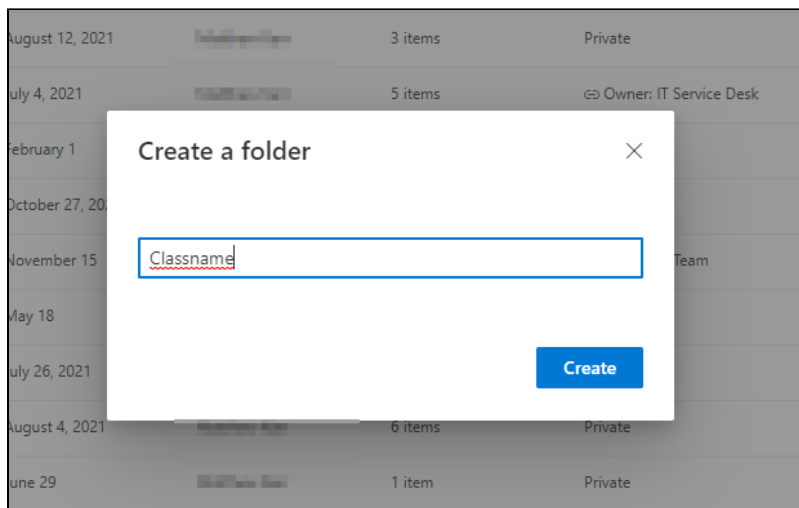 August 12, 2021 3 items Private
uly 4, 2021 5 items Owner: IT Service Desk
February 1
Create a folder
October 27, 20
Classname
November 15 Team
May 18
Create
uly 26, 2021
August 4, 2021 6 items Private
une 29 1 item Private